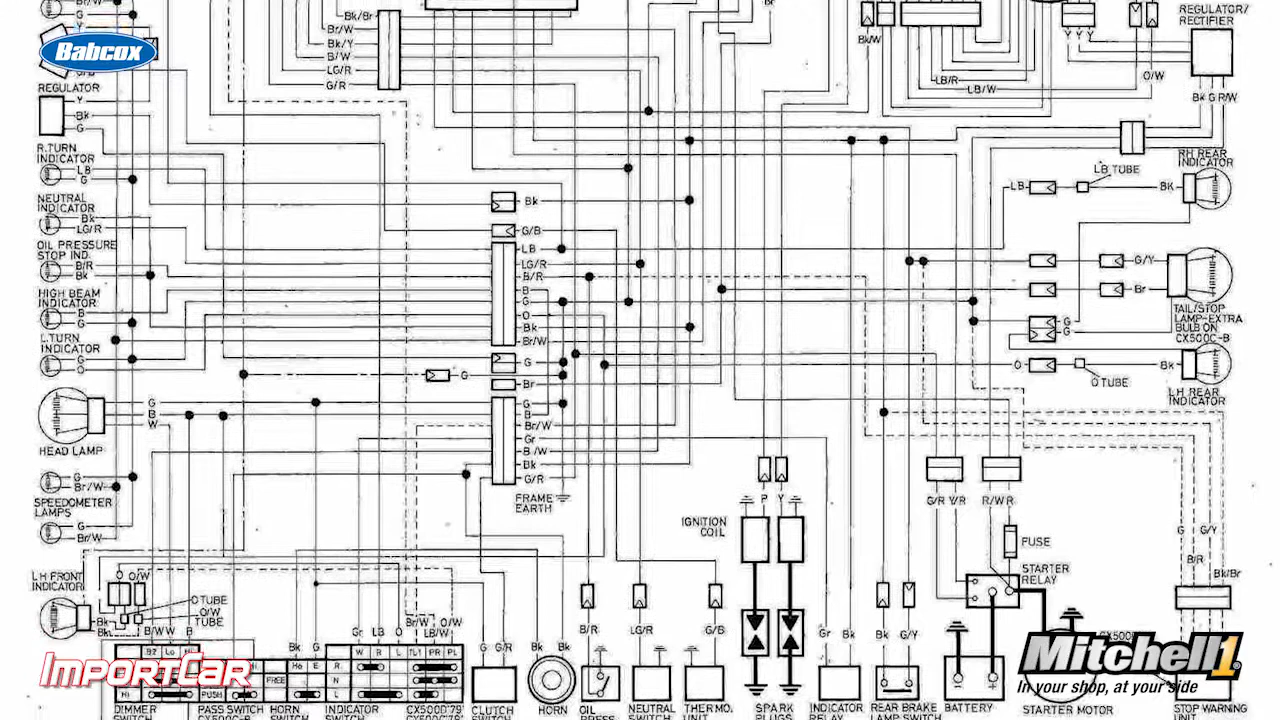 Br/W
G
Babcox
REGULATOR
Y
Bk
G
R.TURN
INDICATOR
LB
G
NEUTRAL
INDICATOR
Bk
LG/R
OIL PRESSURE
STOP IND.
B/R
Bk
HIGH BEAM
INDICATOR
B
G
L.TURN
INDICATOR
G
O
G
B
W
HEAD LAMP
G
Br/W
SPEEDOMETER
LAMPS
G
Br/W
LH FRONT
INDICATOR
O O/W
O TUBE
O/W
TUBE
Bk
Bk
B/W W B
Bk/Br
Br/W
Bk/Y
B/W
LG/R
G/R
Bk
G/B
LB
LG/R
B/R
B
G
O
Bk
Br/W
G
G
Br
G
B
Br/W
Gr
B/W
Bk
G/R
FRAME
EARTH
Br
Bk/W
LB/R
LB/W
O/W
Y Y Y
REGULATOR/
RECTIFIER
Bk G R/W
RH REAR
INDICATOR
LB TUBE
LB
BK
G/Y
Br
TAIL/STOP
LAMP-EXTRA
BULB ON
CX500C-B
G
G
O
O TUBE
Bk
LH REAR
INDICATOR
G/R Y/R
R/W R
P Y
IGNITION
COIL
FUSE
STARTER
RELAY
G G/Y
B/R
Bk/Br
Bk G
Gr LB O
Br/W
LB/W
O/W
G G/R
Bk Bk
B/R
LG/R
G/B
Gr Bk
Bk G/Y
Lo Hi
Hi
DIMMER
SWITCH
PUSH
PASS SWITCH
CX500C-B
FREE
Ho E
HORN
SWITCH
W R L TL1 PR PL
R
N
L
INDICATOR
SWITCH
CX500D'79
CLUTCH
SWITCH
HORN
OIL
PRESS
NEUTRAL
SWITCH
THERMO.
UNIT
SPARK
PLUGS
INDICATOR
RELAY
REAR BRAKE
LAMP SWITCH
BATTERY
STARTER MOTOR
STOP WARNING
UNIT
IMPORTCAR
Mitchell1
In your shop, at your side